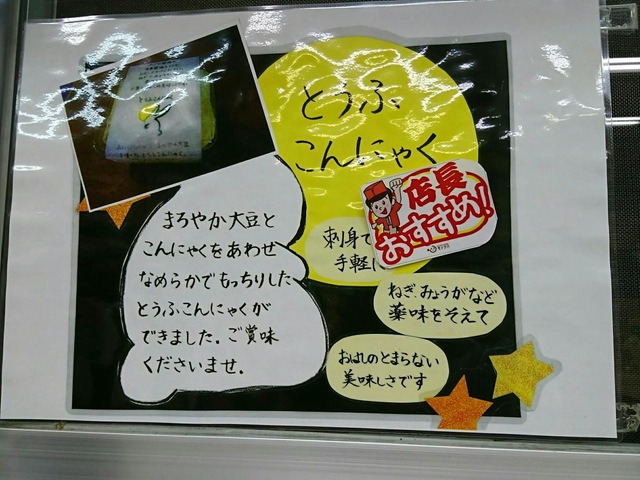 とうふ
こんにゃく
店長
おすすめ!
まろやか大豆と
こんにゃくをあわせ
なめらかでもっちりした
とうふこんにゃくが
できました。ご賞味
くださいませ。
刺身で
手軽に
ねぎ、みょうがなど
薬味をそえて
おはしのとまらない
美味しさです